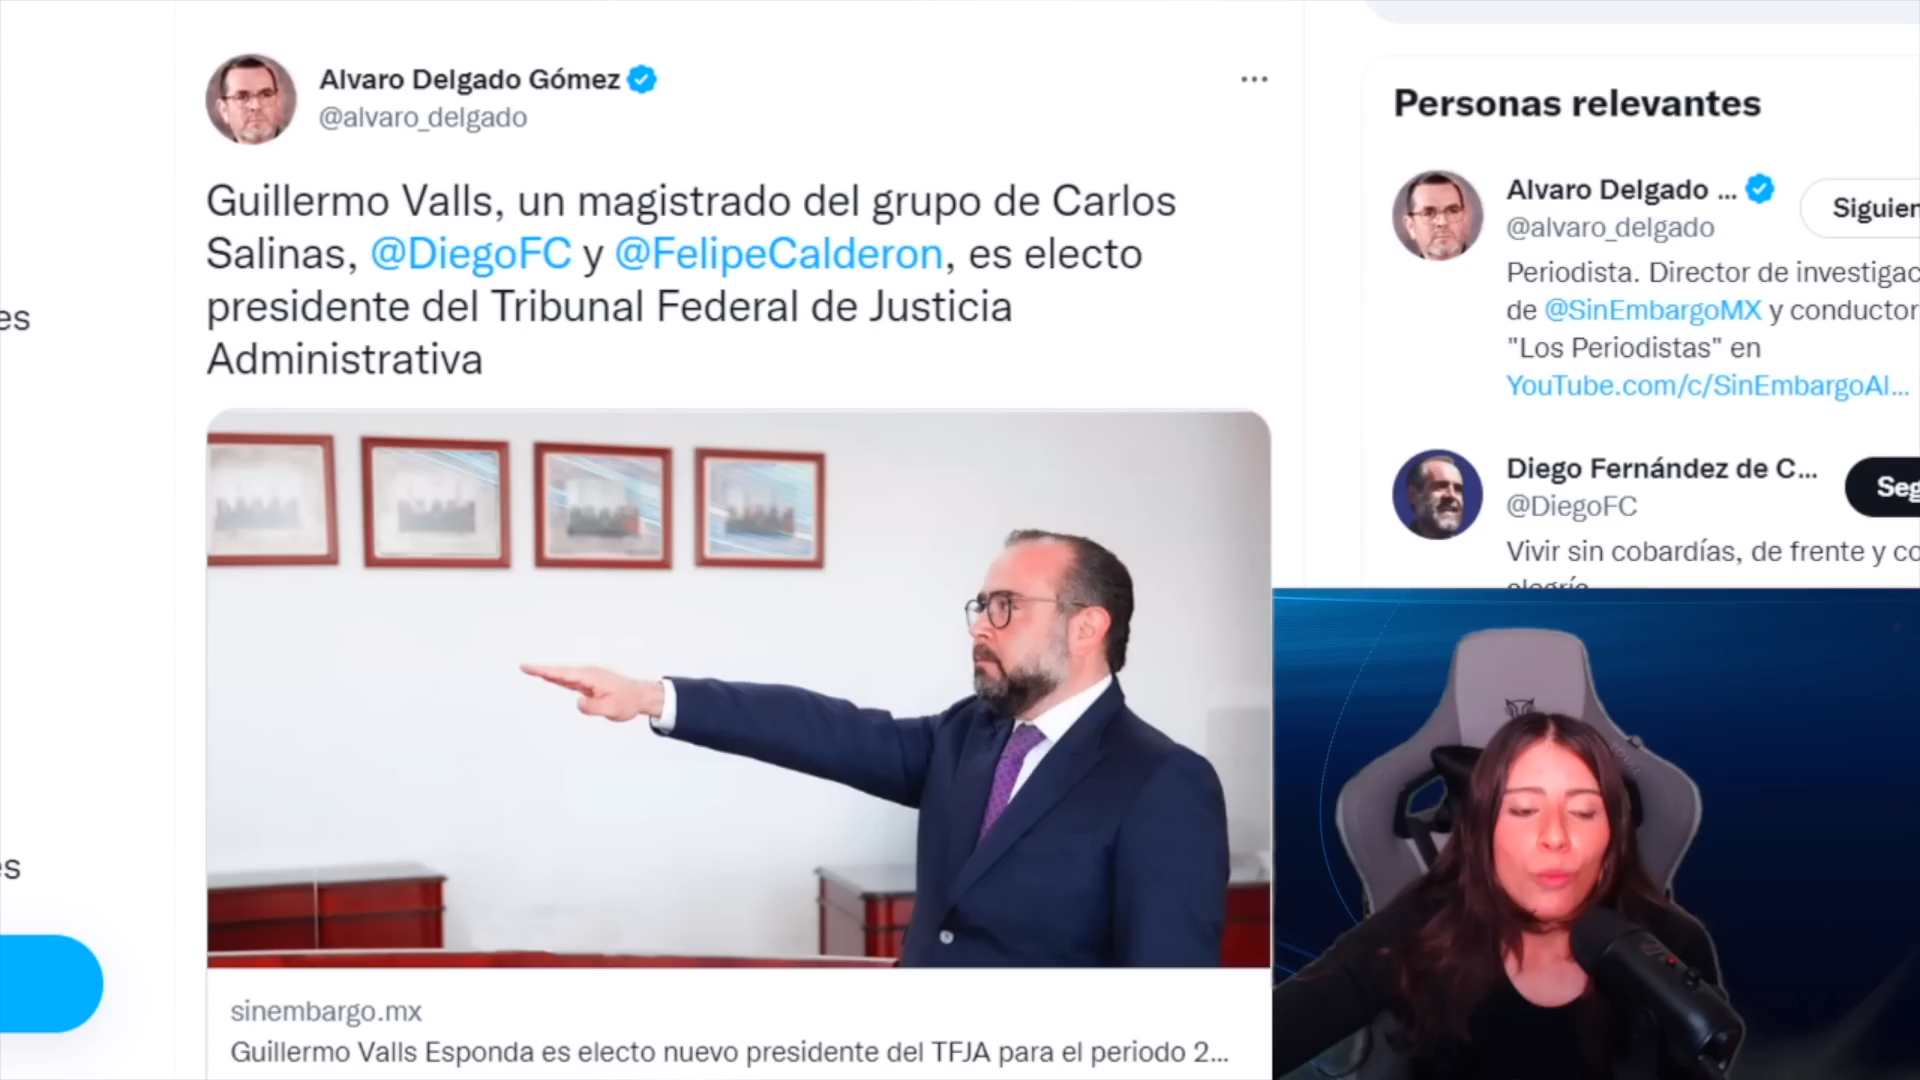 Alvaro Delgado Gómez
@alvaro_delgado
Guillermo Valls, un magistrado del grupo de Carlos
Salinas, @DiegoFC y @FelipeCalderon, es electo
presidente del Tribunal Federal de Justicia
Administrativa
sinembargo.mx
Guillermo Valls Esponda es electo nuevo presidente del TFJA para el periodo 2...
es
es
Personas relevantes
Alvaro Delgado ...
@alvaro_delgado
Siguien
Periodista. Director de investigac
de @SinEmbargoMX y conductor
"Los Periodistas" en
YouTube.com/c/SinEmbargoAl...
Diego Fernández de C...
@DiegoFC
Seg
Vivir sin cobardías, de frente y co
alegría